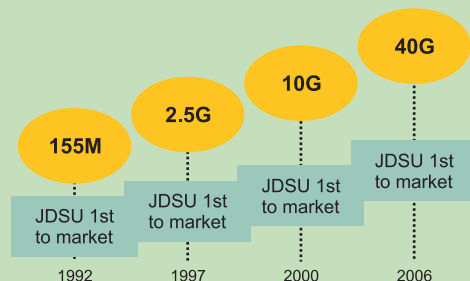 155M
2.5G
10G
40G
JDSU 1st
to market
JDSU 1st
to market
JDSU 1st
to market
JDSU 1st
to market
1992
1997
2000
2006